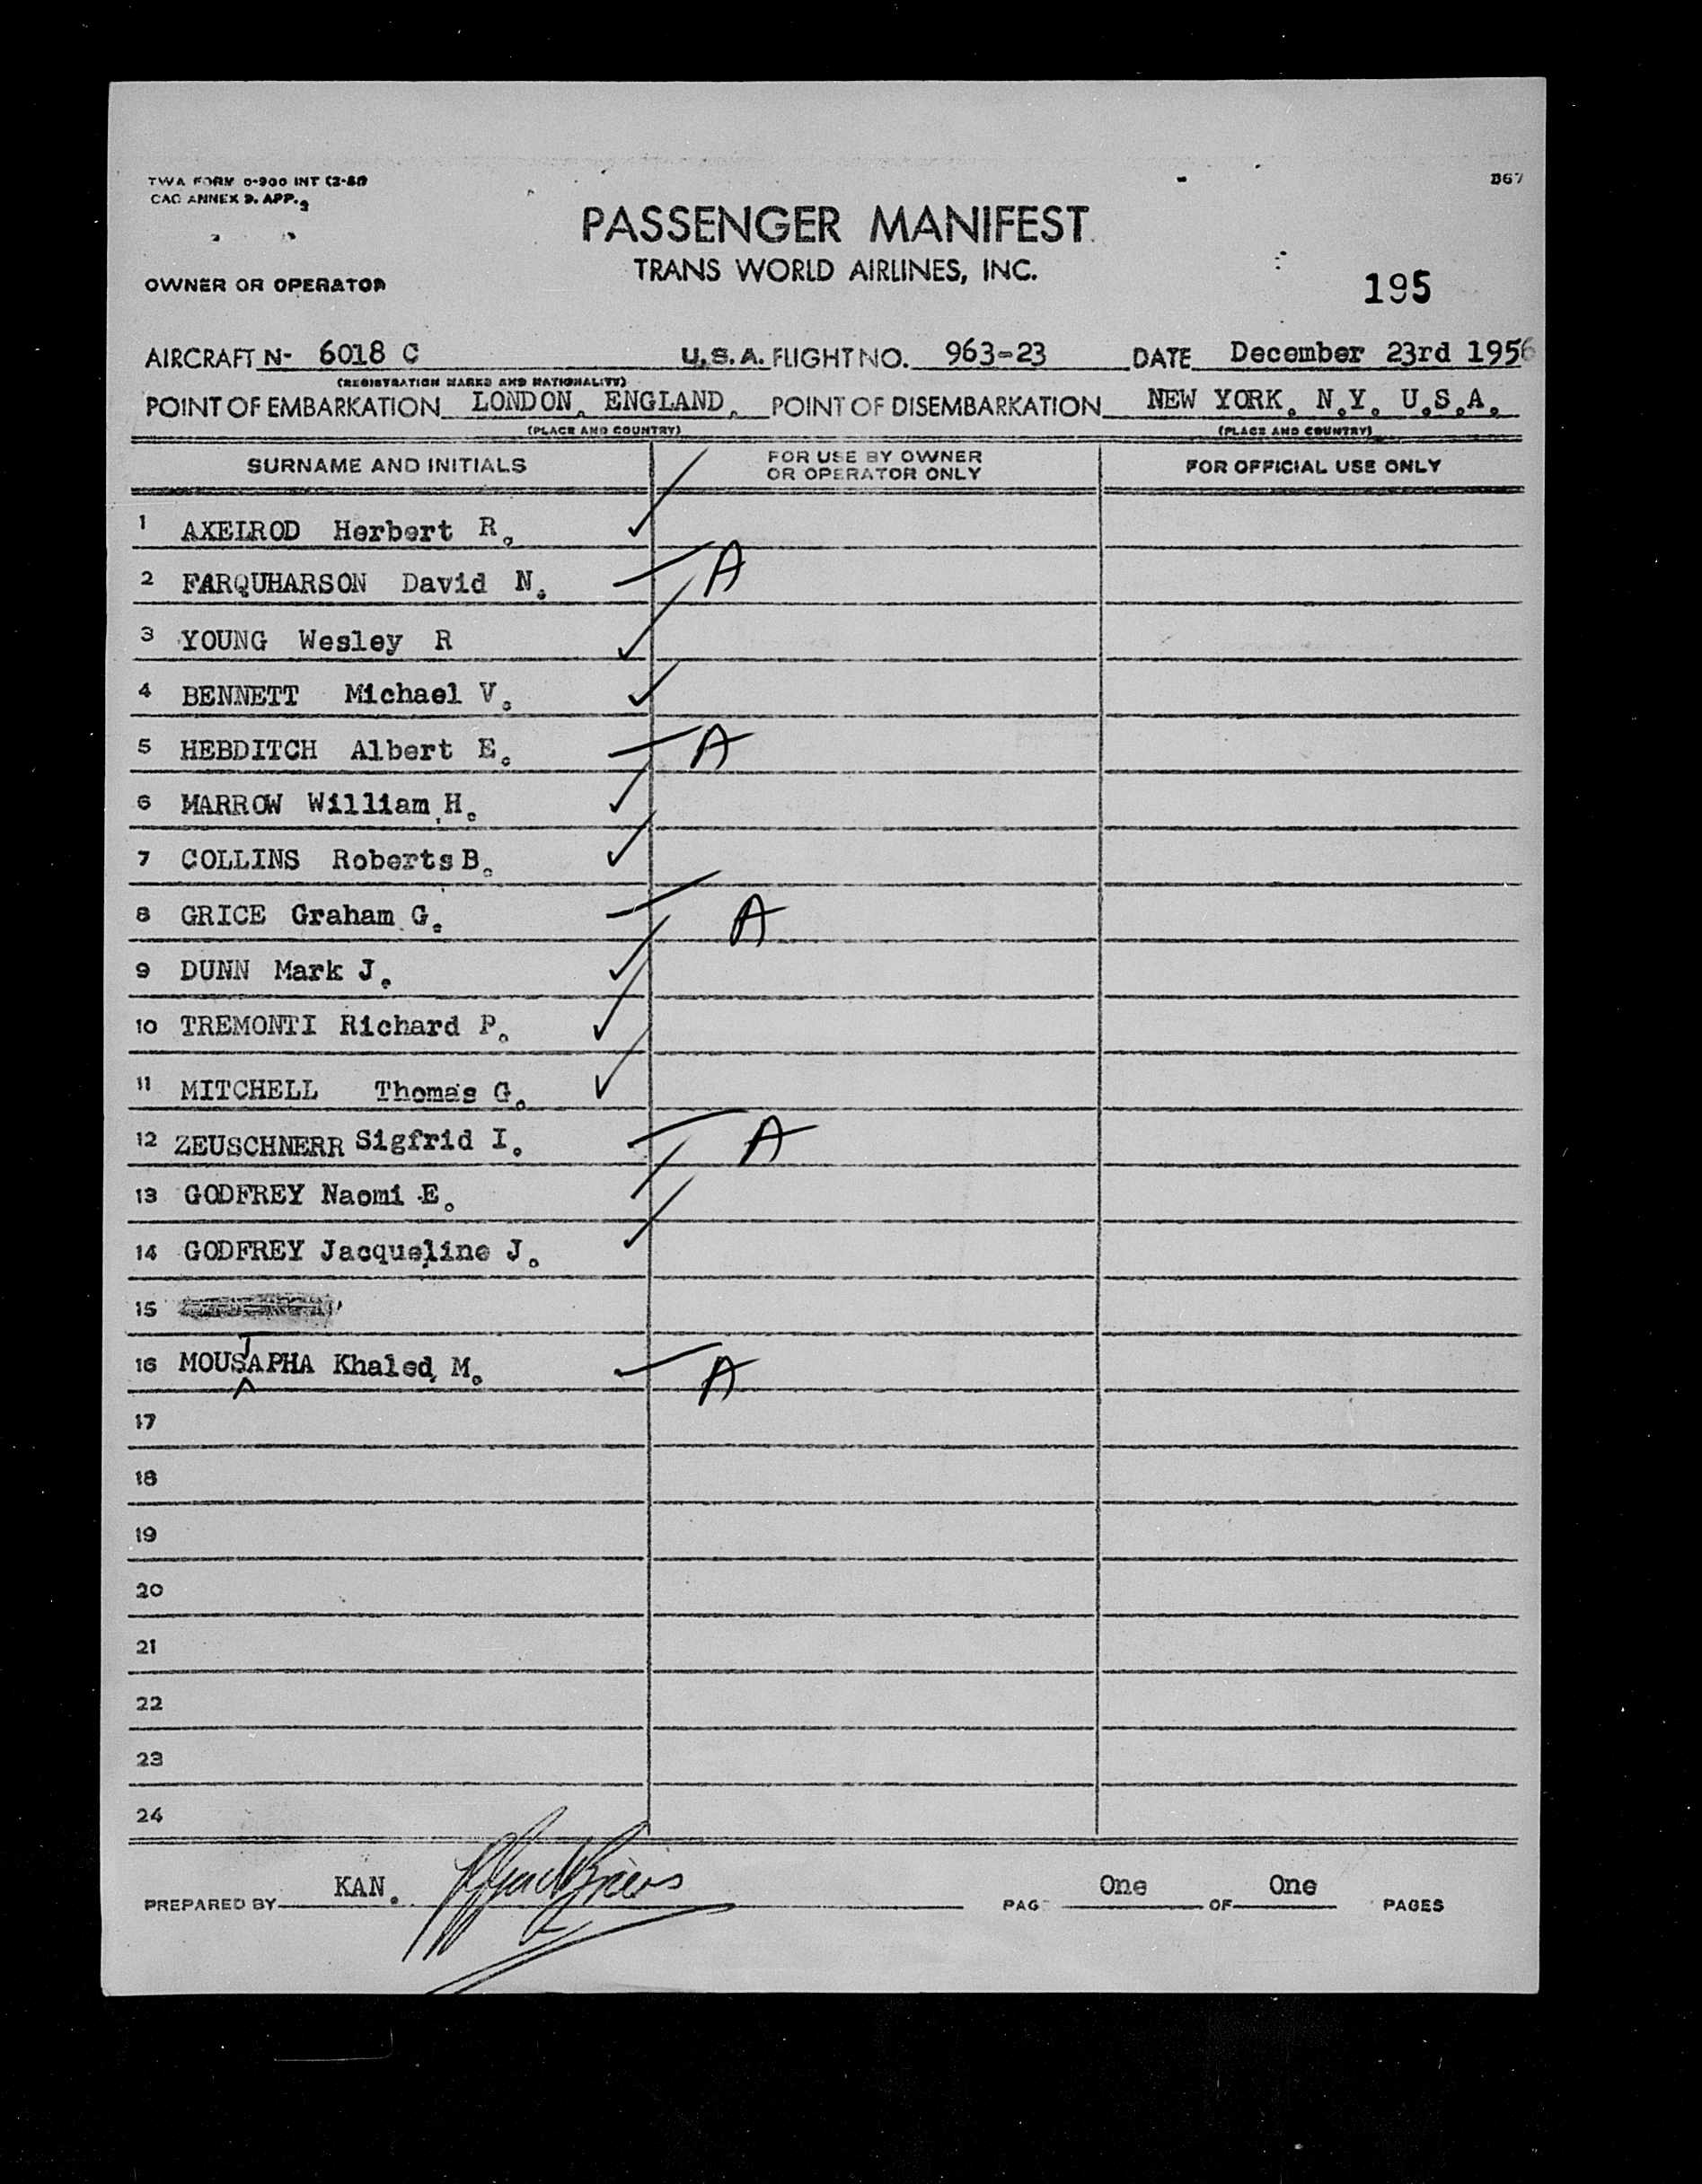 TWA FORM 0-900 INT (2-51)
CAO ANNEX 9. APP. 3
B67
PASSENGER MANIFEST
TRANS WORLD AIRLINES, INC.
OWNER OR OPERATOR
195
AIRCRAFT N- 6018 C U.S.A. FLIGHT NO. 963-23 DATE December 23rd 1956
(REGISTRATION MARKS AND NATIONALITY)
POINT OF EMBARKATION LONDON, ENGLAND, POINT OF DISEMBARKATION NEW YORK. N.Y. U.S.A.
(PLACE AND COUNTRY) (PLACE AND COUNTRY)
SURNAME AND INITIALS FOR USE BY OWNER OR OPERATOR ONLY FOR OFFICIAL USE ONLY
1 AXELROD Herbert R.
2 FARQUHARSON David N. A
3 YOUNG Wesley R
4 BENNETT Michael V.
5 HEBDITCH Albert E. A
6 MARROW William H.
7 COLLINS Roberts B.
8 GRICE Graham G. A
9 DUNN Mark J.
10 TREMONTI Richard P.
11 MITCHELL Thomas G.
12 ZEUSCHNERR Sigfrid I. A
13 GODFREY Naomi E.
14 GODFREY Jacqueline J.
15
16 MOUSTAPHA Khaled M. A
17
18
19
20
21
22
23
24
PREPARED BY KAN. PAG One OF One PAGES